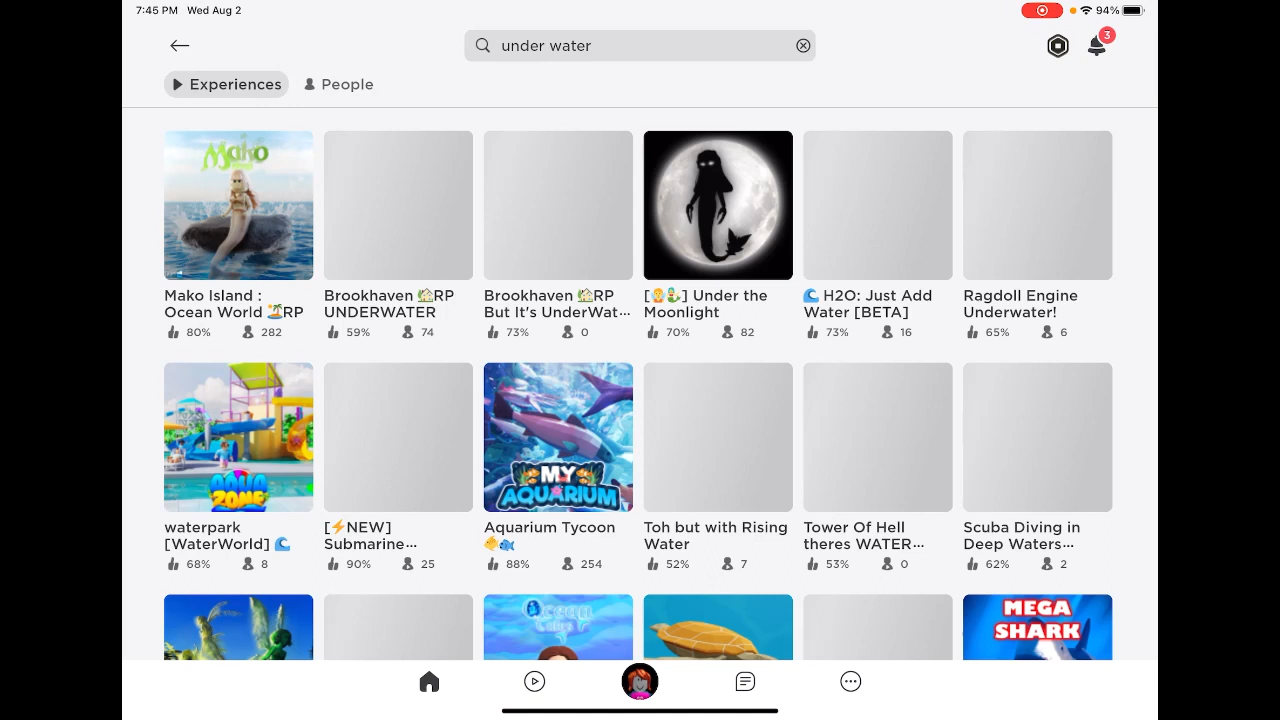 7:45 PM Wed Aug 2
94%
under water
3
Experiences People
Mako
Mako Island :
Ocean World 🏝️RP
80% 282
Brookhaven 🏡RP
UNDERWATER
59% 74
Brookhaven 🏡RP
But It's UnderWat...
73% 0
[🧜‍♀️🧜‍♂️] Under the
Moonlight
70% 82
🌊 H2O: Just Add
Water [BETA]
73% 16
Ragdoll Engine
Underwater!
65% 6
AQUA
ZONE
waterpark
[WaterWorld] 🌊
68% 8
[⚡NEW]
Submarine...
90% 25
MY
AQUARIUM
Aquarium Tycoon
🐠🐟
88% 254
Toh but with Rising
Water
52% 7
Tower Of Hell
theres WATER...
53% 0
Scuba Diving in
Deep Waters...
62% 2
Ocean
MEGA
SHARK